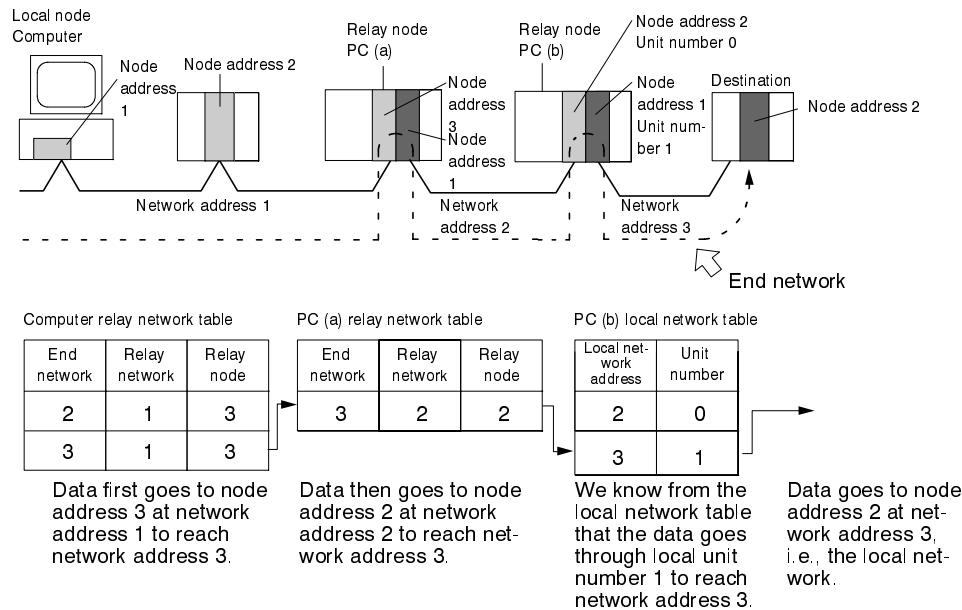 Local node
Computer
Node
address
1
Node address 2
Relay node
PC (a)
Node
address
3
Node
address
1
Relay node
PC (b)
Node address 2
Unit number 0
Node
address 1
Unit num-
ber 1
Destination
Node address 2
Network address 1
Network
address 2
Network
address 3
End network
Computer relay network table
End
network
Relay
network
Relay
node
2 1 3
3 1 3
Data first goes to node
address 3 at network
address 1 to reach
network address 3.
PC (a) relay network table
End
network
Relay
network
Relay
node
3 2 2
Data then goes to node
address 2 at network
address 2 to reach net-
work address 3.
PC (b) local network table
Local net-
work
address
Unit
number
2 0
3 1
We know from the
local network table
that the data goes
through local unit
number 1 to reach
network address 3.
Data goes to node
address 2 at net-
work address 3,
i.e., the local net-
work.